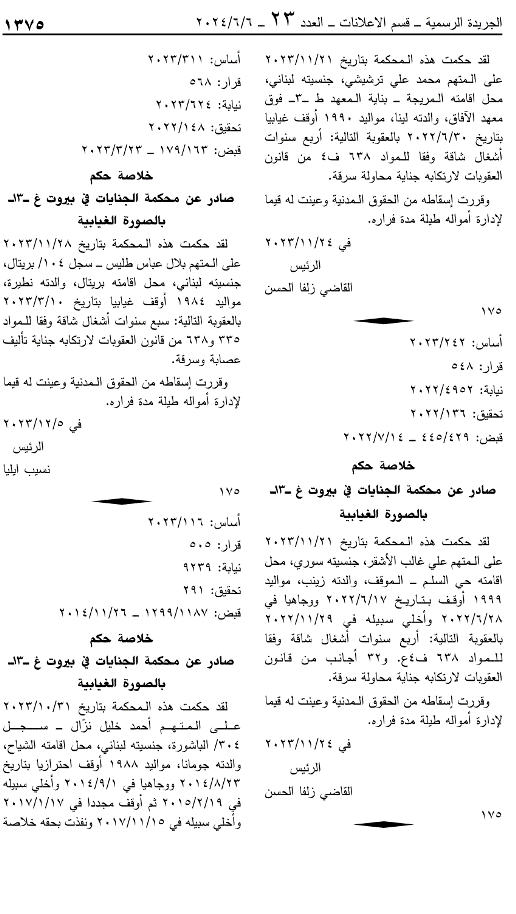 الجريدة الرسمية ـ قسم الاعلانات ـ العدد ٢٣ ـ ٢٠٢٤/٦/٦
١٣٧٥
لقد حكمت هذه المحكمة بتاريخ ٢٠٢٣/١١/٢١
على المتهم محمد علي ترشيشي، جنسيته لبناني،
محل اقامته المريجة ـ بناية المعهد ط ـ٣ـ فوق
معهد الآفاق، والدته لينا، مواليد ١٩٩٠ أوقف غيابيا
بتاريخ ٢٠٢٢/٦/٣٠ بالعقوبة التالية: أربع سنوات
أشغال شاقة وفقا للمواد ٦٣٨ ف٤ من قانون
العقوبات لارتكابه جناية محاولة سرقة.
وقررت إسقاطه من الحقوق المدنية وعينت له قيما
لإدارة أمواله طيلة مدة فراره.
في ٢٠٢٣/١١/٢٤
الرئيس
القاضي زلفا الحسن
١٧٥
أساس: ٢٠٢٣/٢٤٢
قرار: ٥٤٨
نيابة: ٢٠٢٢/٤٩٥٢
تحقيق: ٢٠٢٢/١٣٦
قبض: ٤٤٥/٤٢٩ ـ ٢٠٢٢/٧/١٤
خلاصة حكم
صادر عن محكمة الجنايات في بيروت غ ـ١٣ـ
بالصورة الغيابية
لقد حكمت هذه المحكمة بتاريخ ٢٠٢٣/١١/٢١
على المتهم علي غالب الأشقر، جنسيته سوري، محل
اقامته حي السلم ـ الموقف، والدته زينب، مواليد
١٩٩٩ أوقف بتاريخ ٢٠٢٢/٦/١٧ ووجاهيا في
٢٠٢٢/٦/٢٨ وأخلي سبيله في ٢٠٢٢/١١/٢٩
بالعقوبة التالية: أربع سنوات أشغال شاقة وفقا
للمواد ٦٣٨ ف٤ع. و٣٢ أجانب من قانون
العقوبات لارتكابه جناية محاولة سرقة.
وقررت إسقاطه من الحقوق المدنية وعينت له قيما
لإدارة أمواله طيلة مدة فراره.
في ٢٠٢٣/١١/٢٤
الرئيس
القاضي زلفا الحسن
١٧٥
أساس: ٢٠٢٣/٣١١
قرار: ٥٦٨
نيابة: ٢٠٢٣/٦٢٤
تحقيق: ٢٠٢٢/١٤٨
قبض: ١٧٩/١٦٣ ـ ٢٠٢٣/٣/٢٣
خلاصة حكم
صادر عن محكمة الجنايات في بيروت غ ـ١٣ـ
بالصورة الغيابية
لقد حكمت هذه المحكمة بتاريخ ٢٠٢٣/١١/٢٨
على المتهم بلال عباس طليس ـ سجل ١٠٤/ بريتال،
جنسيته لبناني، محل اقامته بريتال، والدته نطيرة،
مواليد ١٩٨٤ أوقف غيابيا بتاريخ ٢٠٢٣/٣/١٠
بالعقوبة التالية: سبع سنوات أشغال شاقة وفقا للمواد
٣٣٥ و٦٣٨ من قانون العقوبات لارتكابه جناية تأليف
عصابة وسرقة.
وقررت إسقاطه من الحقوق المدنية وعينت له قيما
لإدارة أمواله طيلة مدة فراره.
في ٢٠٢٣/١٢/٥
الرئيس
نسيب ايليا
١٧٥
أساس: ٢٠٢٣/١١٦
قرار: ٥٠٥
نيابة: ٩٢٣٩
تحقيق: ٢٩١
قبض: ١٢٩٩/١١٨٧ ـ ٢٠١٤/١١/٢٦
خلاصة حكم
صادر عن محكمة الجنايات في بيروت غ ـ١٣ـ
بالصورة الغيابية
لقد حكمت هذه المحكمة بتاريخ ٢٠٢٣/١٠/٣١
على المتهم أحمد خليل نزّال ـ سجل
٣٠٤/ الباشورة، جنسيته لبناني، محل اقامته الشياح،
والدته جومانا، مواليد ١٩٨٨ أوقف احترازيا بتاريخ
٢٠١٤/٨/٢٣ ووجاهيا في ٢٠١٤/٩/١ وأخلي سبيله
في ٢٠١٥/٢/١٩ ثم أوقف مجددا في ٢٠١٧/١/١٧
وأخلي سبيله في ٢٠١٧/١١/١٥ ونفذت بحقه خلاصة